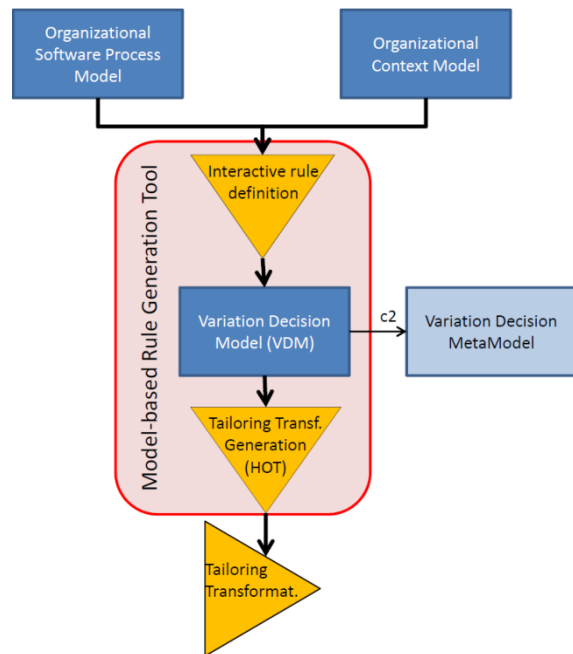 Organizational
Software Process
Model
Organizational
Context Model
Model-based Rule Generation Tool
Interactive rule
definition
Variation Decision
Model (VDM)
c2
Variation Decision
MetaModel
Tailoring Transf.
Generation
(HOT)
Tailoring
Transformat.